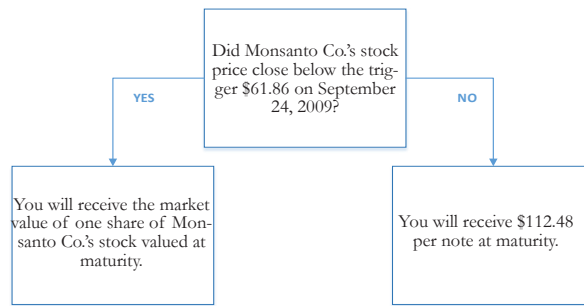 Did Monsanto Co.'s stock
price close below the trig-
ger $61.86 on September
24, 2009?
YES
NO
You will receive the market
value of one share of Mon-
santo Co.'s stock valued at
maturity.
You will receive $112.48
per note at maturity.